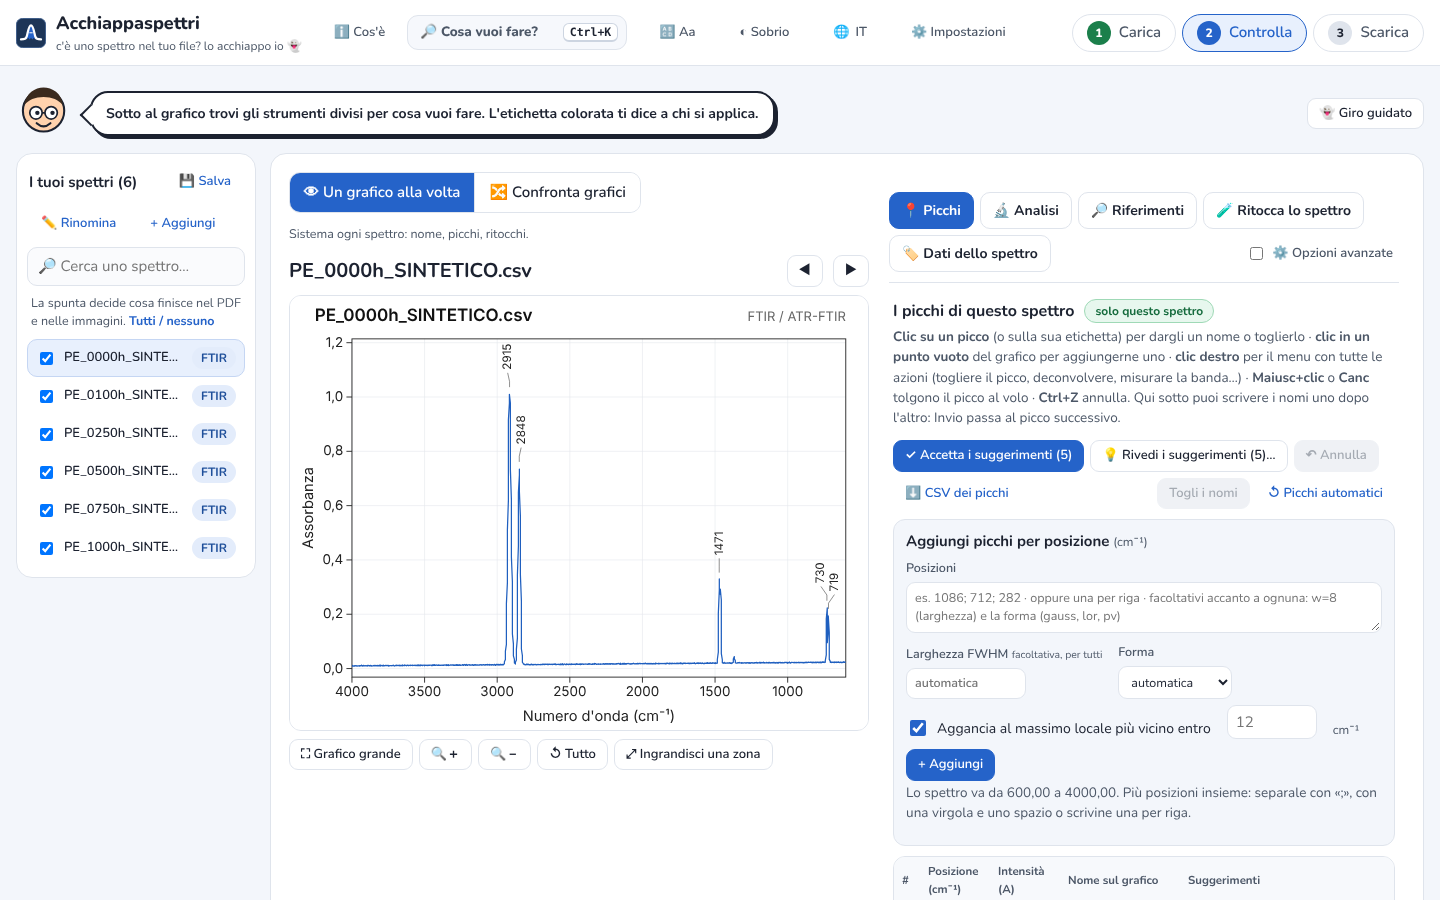 Acchiappaspettri
c'è uno spettro nel tuo file? lo acchiappo io 👻
ℹ️ Cos'è
🔎 Cosa vuoi fare? Ctrl+K
🔠 Aa
Sobrio
🌐 IT
⚙️ Impostazioni
1 Carica
2 Controlla
3 Scarica
Sotto al grafico trovi gli strumenti divisi per cosa vuoi fare. L'etichetta colorata ti dice a chi si applica.
👻 Giro guidato
I tuoi spettri (6)
💾 Salva
✏️ Rinomina
+ Aggiungi
🔎 Cerca uno spettro...
La spunta decide cosa finisce nel PDF
e nelle immagini. Tutti / nessuno
PE_0000h_SINTE... FTIR
PE_0100h_SINTE... FTIR
PE_0250h_SINTE... FTIR
PE_0500h_SINTE... FTIR
PE_0750h_SINTE... FTIR
PE_1000h_SINTE... FTIR
👁 Un grafico alla volta
🔀 Confronta grafici
Sistema ogni spettro: nome, picchi, ritocchi.
PE_0000h_SINTETICO.csv
◀ ▶
PE_0000h_SINTETICO.csv
FTIR / ATR-FTIR
1,2
1,0
0,8
0,6
0,4
0,2
0,0
Assorbanza
2915
2848
1471
730
719
4000 3500 3000 2500 2000 1500 1000
Numero d'onda (cm⁻¹)
⛶ Grafico grande
🔍 +
🔍 −
↺ Tutto
⤢ Ingrandisci una zona
📍 Picchi
🔬 Analisi
🔎 Riferimenti
🧪 Ritocca lo spettro
🏷️ Dati dello spettro
⚙️ Opzioni avanzate
I picchi di questo spettro solo questo spettro
Clic su un picco (o sulla sua etichetta) per dargli un nome o toglierlo · clic in un
punto vuoto del grafico per aggiungerne uno · clic destro per il menu con tutte le
azioni (togliere il picco, deconvolvere, misurare la banda...) · Maiusc+clic o Canc
tolgono il picco al volo · Ctrl+Z annulla. Qui sotto puoi scrivere i nomi uno dopo
l'altro: Invio passa al picco successivo.
✓ Accetta i suggerimenti (5)
💡 Rivedi i suggerimenti (5)...
↶ Annulla
⬇️ CSV dei picchi
Togli i nomi
↺ Picchi automatici
Aggiungi picchi per posizione (cm⁻¹)
Posizioni
es. 1086; 712; 282 · oppure una per riga · facoltativi accanto a ognuna: w=8
(larghezza) e la forma (gauss, lor, pv)
Larghezza FWHM facoltativa, per tutti
Forma
automatica
automatica
Aggancia al massimo locale più vicino entro 12 cm⁻¹
+ Aggiungi
Lo spettro va da 600,00 a 4000,00. Più posizioni insieme: separale con «;», con
una virgola e uno spazio o scrivine una per riga.
# Posizione (cm⁻¹) Intensità (A) Nome sul grafico Suggerimenti